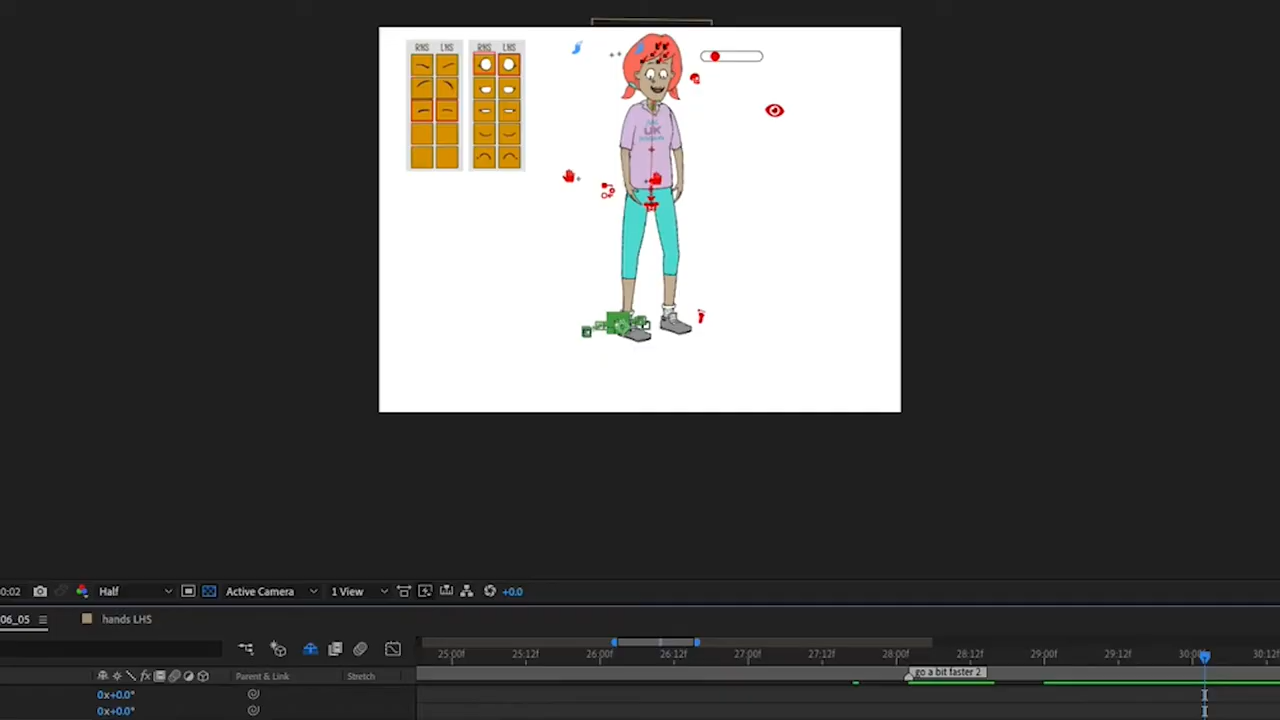 RHS LHS RHS LHS
UK
0:02 Half Active Camera 1 View +0.0
06_05 hands LHS
25:00f 25:12f 26:00f 26:12f 27:00f 27:12f 28:00f 28:12f 29:00f 29:12f 30:00f 30:12f
fx Parent & Link Stretch go a bit faster 2
0x+0.0°
0x+0.0°